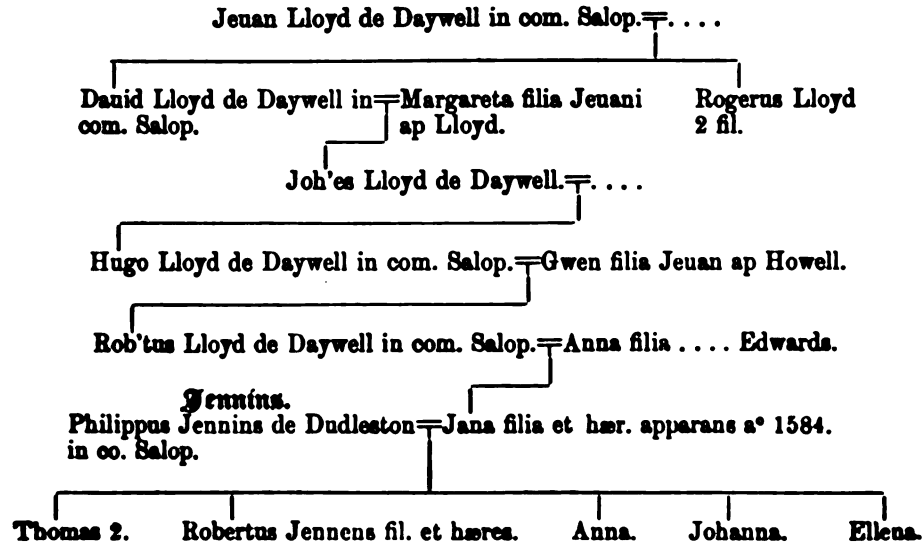 Jeuan Lloyd de Daywell in com. Salop.=. . . .
Dauid Lloyd de Daywell in=Margareta filia Jeuani Rogerus Lloyd
com. Salop. ap Lloyd. 2 fil.
Joh'es Lloyd de Daywell.=. . . .
Hugo Lloyd de Daywell in com. Salop.=Gwen filia Jeuan ap Howell.
Rob'tus Lloyd de Daywell in com. Salop.=Anna filia . . . . Edwards.
Jennins.
Philippus Jennins de Dudleston=Jana filia et hær. apparans a° 1584.
in co. Salop.
Thomas 2. Robertus Jennens fil. et hæres. Anna. Johanna. Ellena.